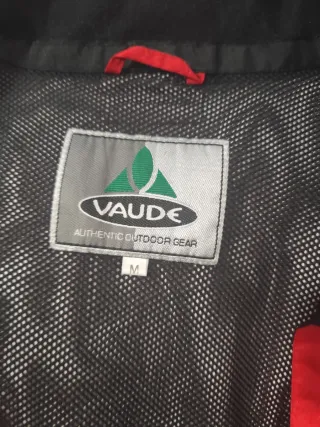 VAUDE
AUTHENTIC OUTDOOR GEAR
M